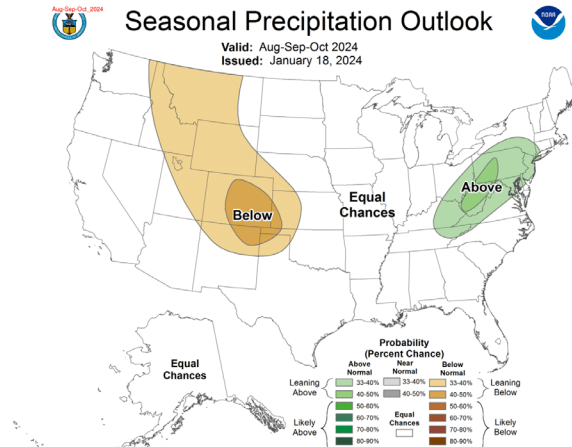 Aug-Sep-Oct_2024
Seasonal Precipitation Outlook
NOAA
Valid: Aug-Sep-Oct 2024
Issued: January 18, 2024
Below
Equal
Chances
Above
Equal
Chances
Probability
(Percent Chance)
Above
Normal
Near
Normal
Below
Normal
Leaning
Above
33-40%
40-50%
33-40%
40-50%
33-40%
40-50%
Leaning
Below
Likely
Above
50-60%
60-70%
70-80%
80-90%
Equal
Chances
50-60%
60-70%
70-80%
80-90%
Likely
Below